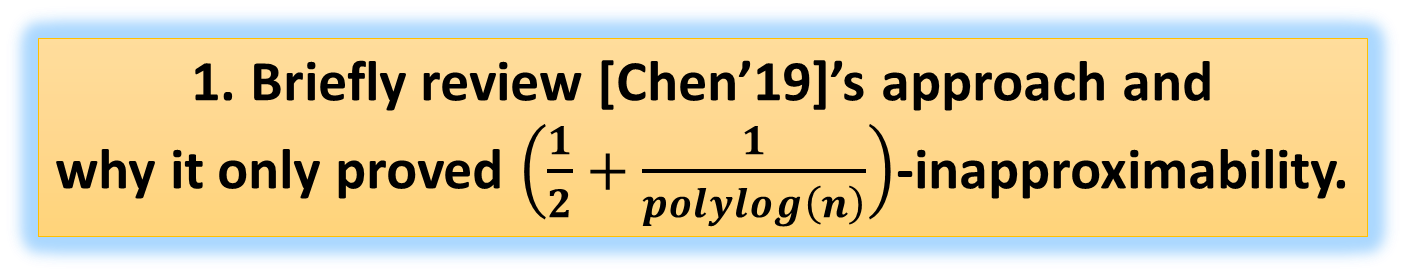 1. Briefly review [Chen’19]’s approach and
why it only proved (1/2 + 1/polylog(n))-inapproximability.